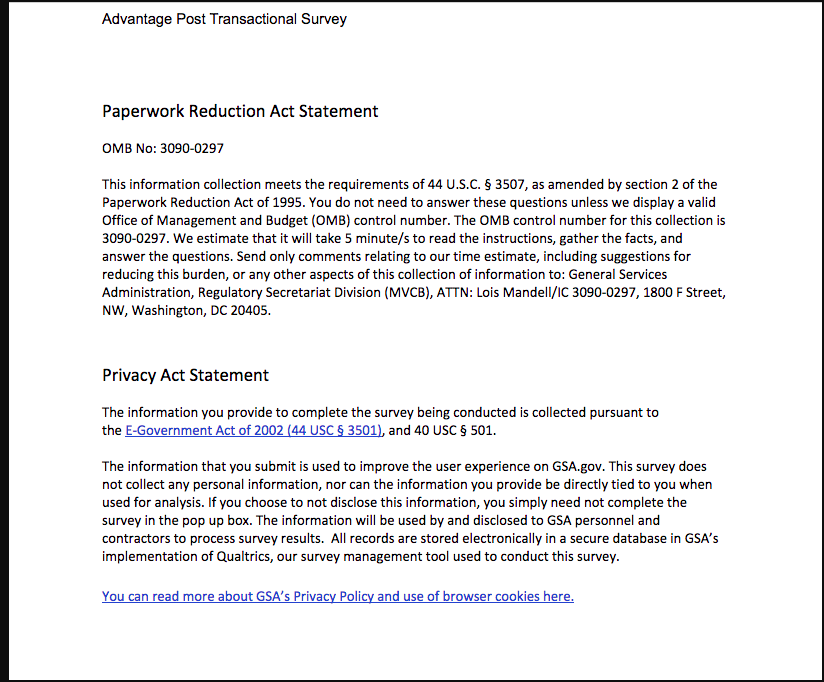 Advantage Post Transactional Survey
Paperwork Reduction Act Statement
OMB No: 3090-0297
This information collection meets the requirements of 44 U.S.C. § 3507, as amended by section 2 of the
Paperwork Reduction Act of 1995. You do not need to answer these questions unless we display a valid
Office of Management and Budget (OMB) control number. The OMB control number for this collection is
3090-0297. We estimate that it will take 5 minute/s to read the instructions, gather the facts, and
answer the questions. Send only comments relating to our time estimate, including suggestions for
reducing this burden, or any other aspects of this collection of information to: General Services
Administration, Regulatory Secretariat Division (MVCB), ATTN: Lois Mandell/IC 3090-0297, 1800 F Street,
NW, Washington, DC 20405.
Privacy Act Statement
The information you provide to complete the survey being conducted is collected pursuant to
the E-Government Act of 2002 (44 USC § 3501), and 40 USC § 501.
The information that you submit is used to improve the user experience on GSA.gov. This survey does
not collect any personal information, nor can the information you provide be directly tied to you when
used for analysis. If you choose to not disclose this information, you simply need not complete the
survey in the pop up box. The information will be used by and disclosed to GSA personnel and
contractors to process survey results.  All records are stored electronically in a secure database in GSA’s
implementation of Qualtrics, our survey management tool used to conduct this survey.
You can read more about GSA’s Privacy Policy and use of browser cookies here.